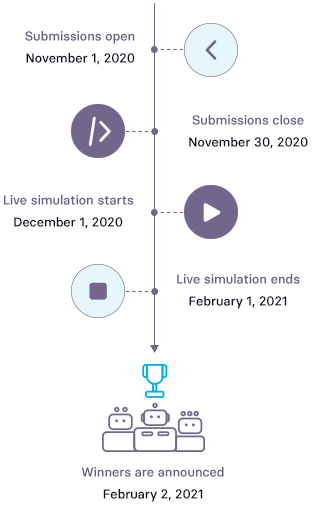 Submissions open
November 1, 2020
Submissions close
November 30, 2020
Live simulation starts
December 1, 2020
Live simulation ends
February 1, 2021
Winners are announced
February 2, 2021